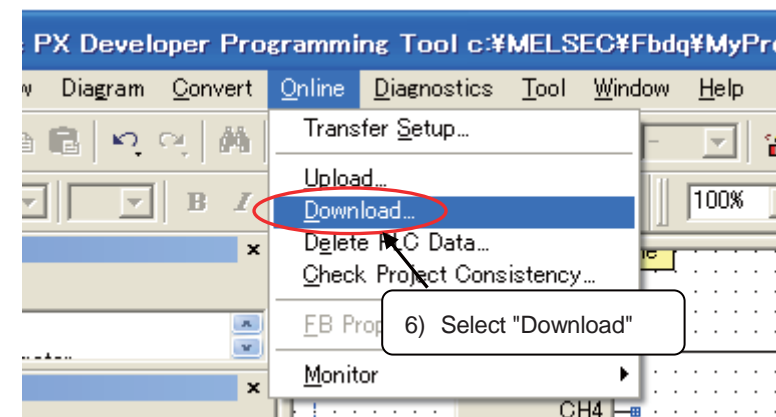 PX Developer Programming Tool c:¥MELSEC¥Fbdq¥MyPr
Diagram Convert Online Diagnostics Tool Window Help
Transfer Setup...
Upload...
B I Download... 100%
Delete PLC Data...
Check Project Consistency...
FB Prop
6) Select "Download"
Monitor
CH4